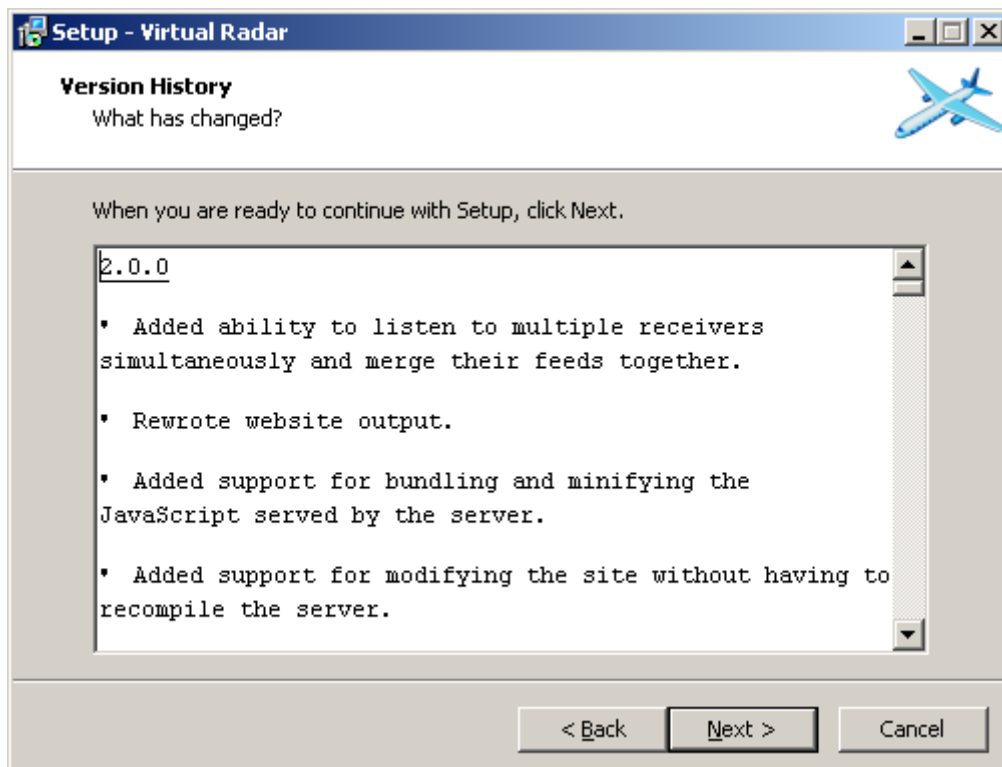 Setup - Virtual Radar
Version History
What has changed?
When you are ready to continue with Setup, click Next.
2.0.0
• Added ability to listen to multiple receivers
simultaneously and merge their feeds together.
• Rewrote website output.
• Added support for bundling and minifying the
JavaScript served by the server.
• Added support for modifying the site without having to
recompile the server.
< Back
Next >
Cancel